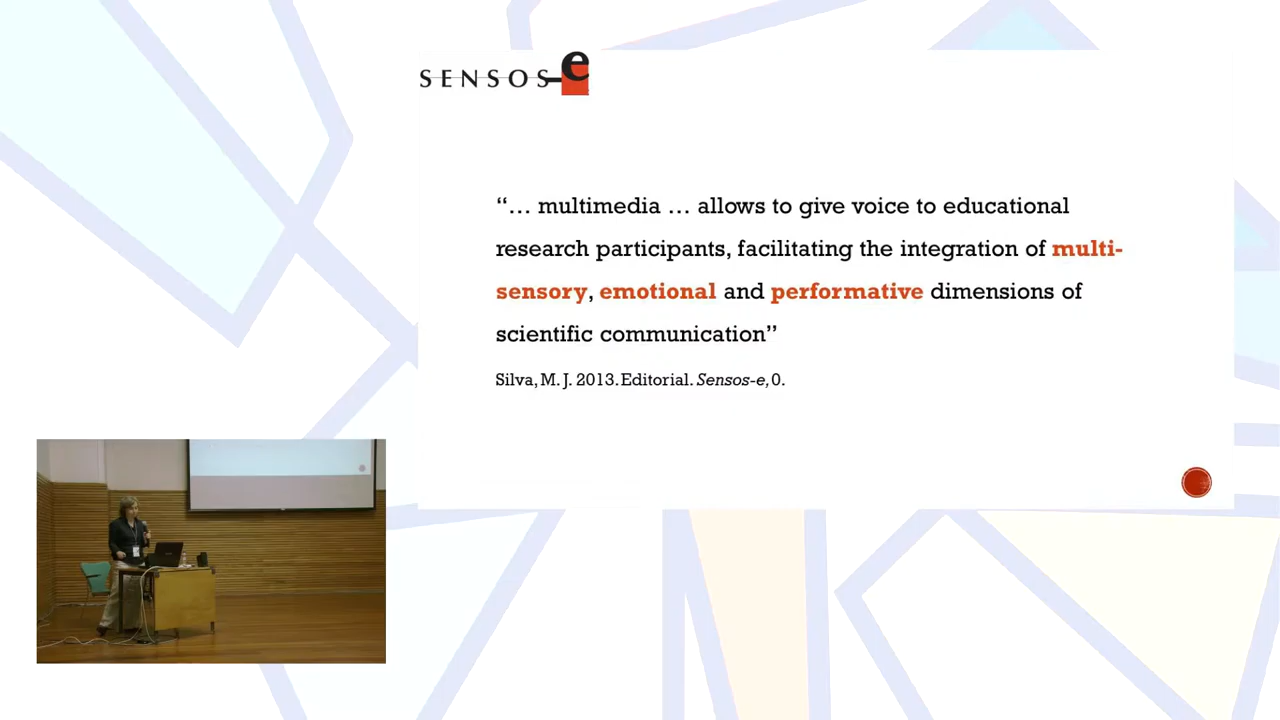 SENSOS-e
“… multimedia … allows to give voice to educational
research participants, facilitating the integration of multi-
sensory, emotional and performative dimensions of
scientific communication”
Silva, M. J. 2013. Editorial. Sensos-e, 0.